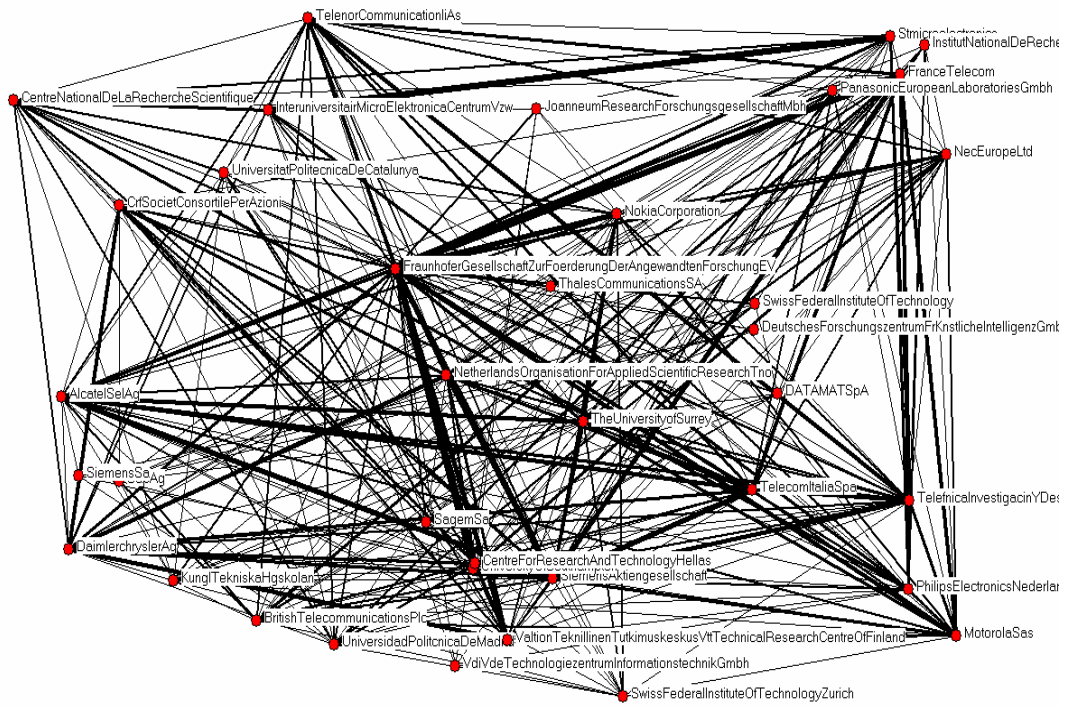 TelenorCommunicationIiAs
Stmicroelectronics
InstitutNationalDeReche
FranceTelecom
PanasonicEuropeanLaboratoriesGmbh
CentreNationalDeLaRechercheScientifique
InteruniversitairMicroElektronicaCentrumVzw
JoanneumResearchForschungsgesellschaftMbh
NecEuropeLtd
UniversitatPolitecnicaDeCatalunya
CrfSocietConsortilePerAzioni
NokiaCorporation
FraunhoferGesellschaftZurFoerderungDerAngewandtenForschungEV
ThalesCommunicationsSA
SwissFederalInstituteOfTechnology
DeutschesForschungszentrumFrKnstlicheIntelligenzGmb
NetherlandsOrganisationForAppliedScientificResearchTno
DATAMATSpA
AlcatelSelAg
TheUniversityofSurrey
SiemensSa
Ag
TelecomItaliaSpa
TelefnicaInvestigacinYDes
SagemSa
DaimlerchryslerAg
CentreForResearchAndTechnologyHellas
KunglTekniskaHgskolan
SiemensAktiengesellschaft
PhilipsElectronicsNederlan
BritishTelecommunicationsPlc
MotorolaSas
UniversidadPolitcnicaDeMadrid
ValtionTeknillinenTutkimuskeskusVttTechnicalResearchCentreOfFinland
VdiVdeTechnologiezentrumInformationstechnikGmbh
SwissFederalInstituteOfTechnologyZurich